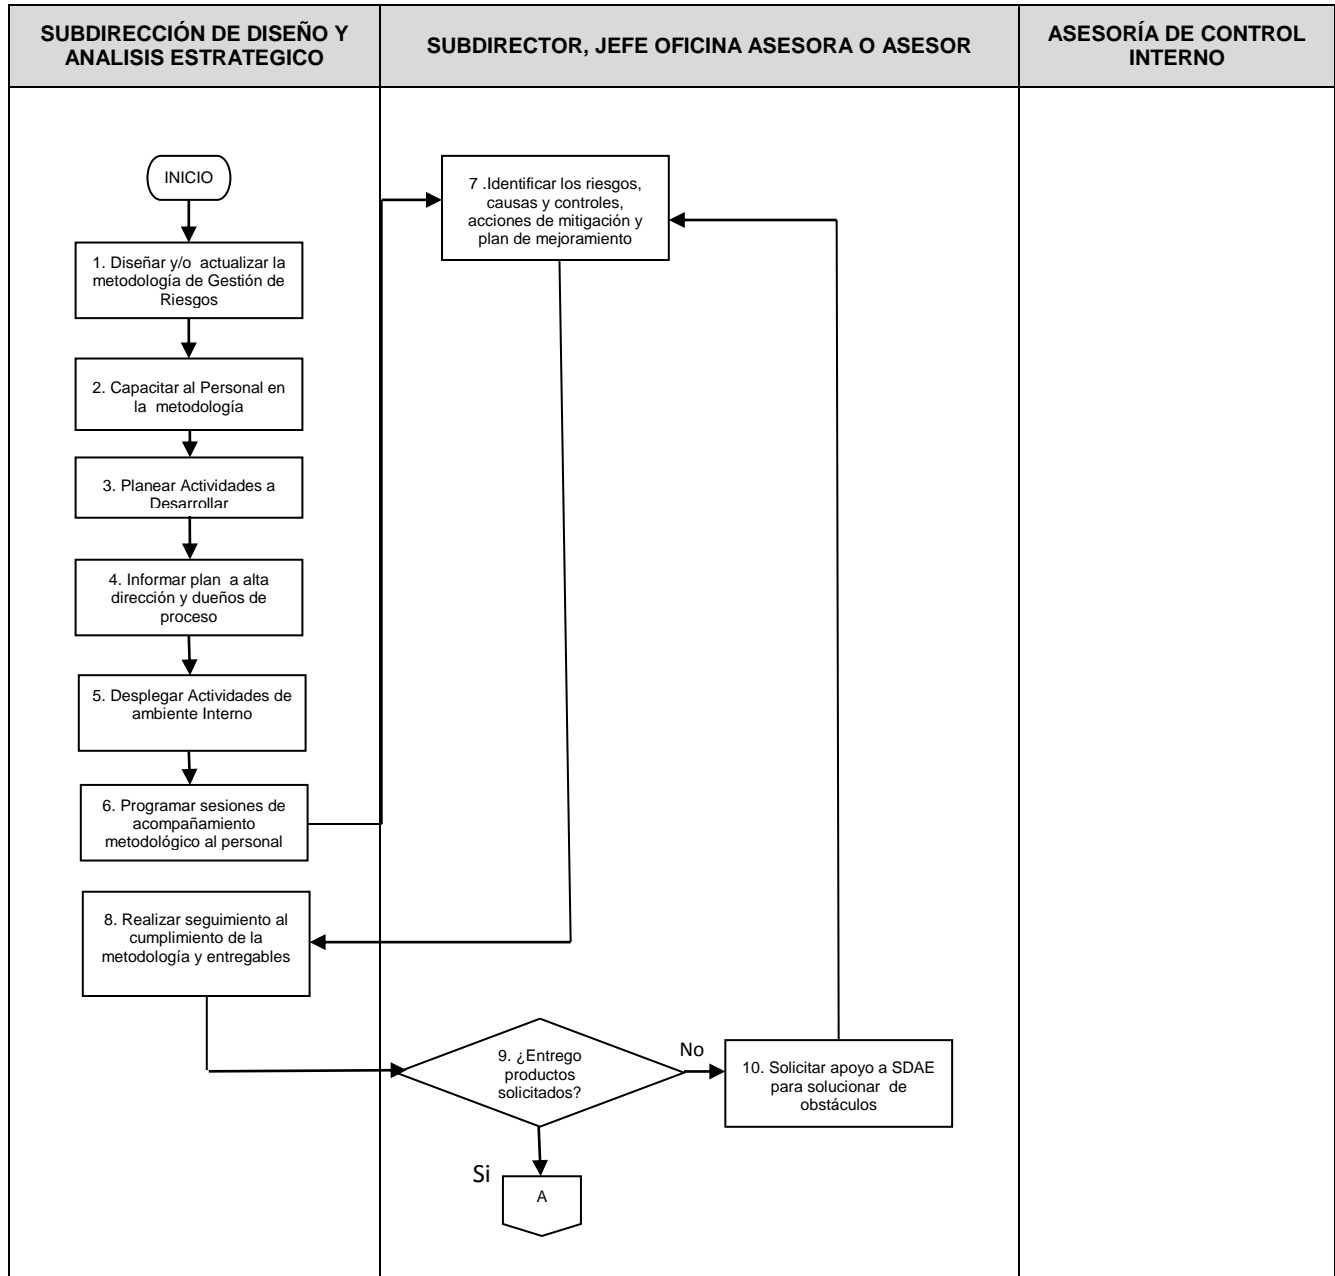 SUBDIRECCIÓN DE DISEÑO Y
ANALISIS ESTRATEGICO
SUBDIRECTOR, JEFE OFICINA ASESORA O ASESOR
ASESORÍA DE CONTROL
INTERNO
INICIO
1. Diseñar y/o actualizar la
metodología de Gestión de
Riesgos
2. Capacitar al Personal en
la metodología
3. Planear Actividades a
Desarrollar
4. Informar plan a alta
dirección y dueños de
proceso
5. Desplegar Actividades de
ambiente Interno
6. Programar sesiones de
acompañamiento
metodológico al personal
7 .Identificar los riesgos,
causas y controles,
acciones de mitigación y
plan de mejoramiento
8. Realizar seguimiento al
cumplimiento de la
metodología y entregables
9. ¿Entrego
productos
solicitados?
No
10. Solicitar apoyo a SDAE
para solucionar de
obstáculos
Si
A